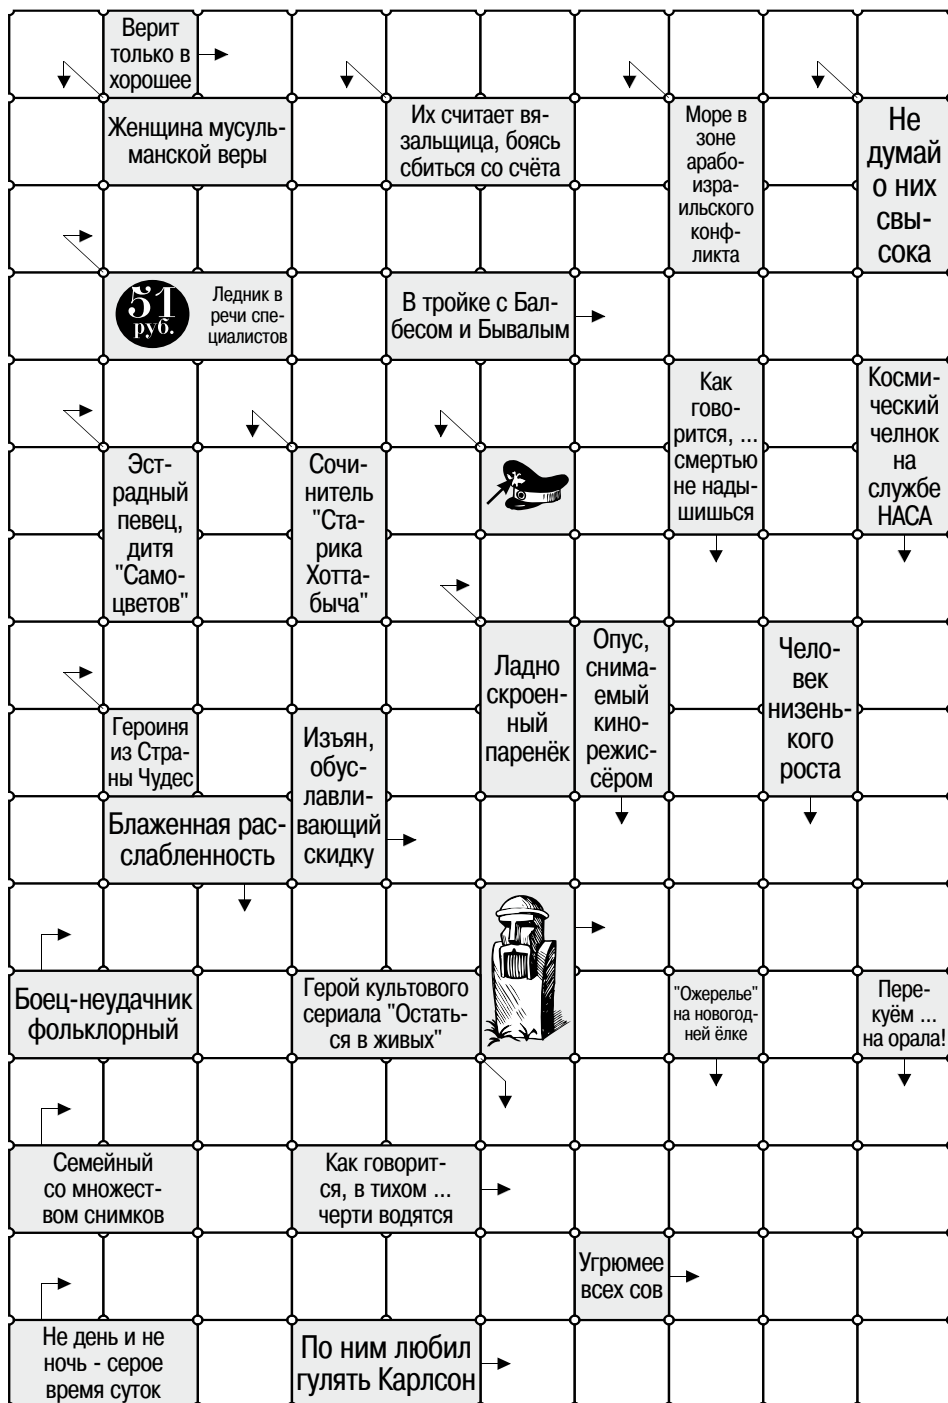 Верит
только в
хорошее
Женщина мусуль-
манской веры
Их считает вя-
зальщица, боясь
сбиться со счёта
Море в
зоне
арабо-
изра-
ильского
конф-
ликта
Не
думай
о них
свы-
сока
51
руб.
Ледник в
речи спе-
циалистов
В тройке с Бал-
бесом и Бывалым
Как
гово-
рится, ...
смертью
не нады-
шишься
Косми-
ческий
челнок
на
службе
НАСА
Эст-
радный
певец,
дитя
"Само-
цветов"
Сочи-
нитель
"Ста-
рика
Хотта-
быча"
Ладно
скроен-
ный
паренёк
Опус,
снима-
емый
кино-
режис-
сёром
Чело-
век
низень-
кого
роста
Героиня
из Стра-
ны Чудес
Изъян,
обус-
лавли-
вающий
скидку
Блаженная рас-
слабленность
Боец-неудачник
фольклорный
Герой культового
сериала "Остать-
ся в живых"
"Ожерелье"
на новогод-
ней ёлке
Пере-
куём ...
на орала!
Семейный
со множест-
вом снимков
Как говорит-
ся, в тихом ...
черти водятся
Угрюмее
всех сов
Не день и не
ночь - серое
время суток
По ним любил
гулять Карлсон